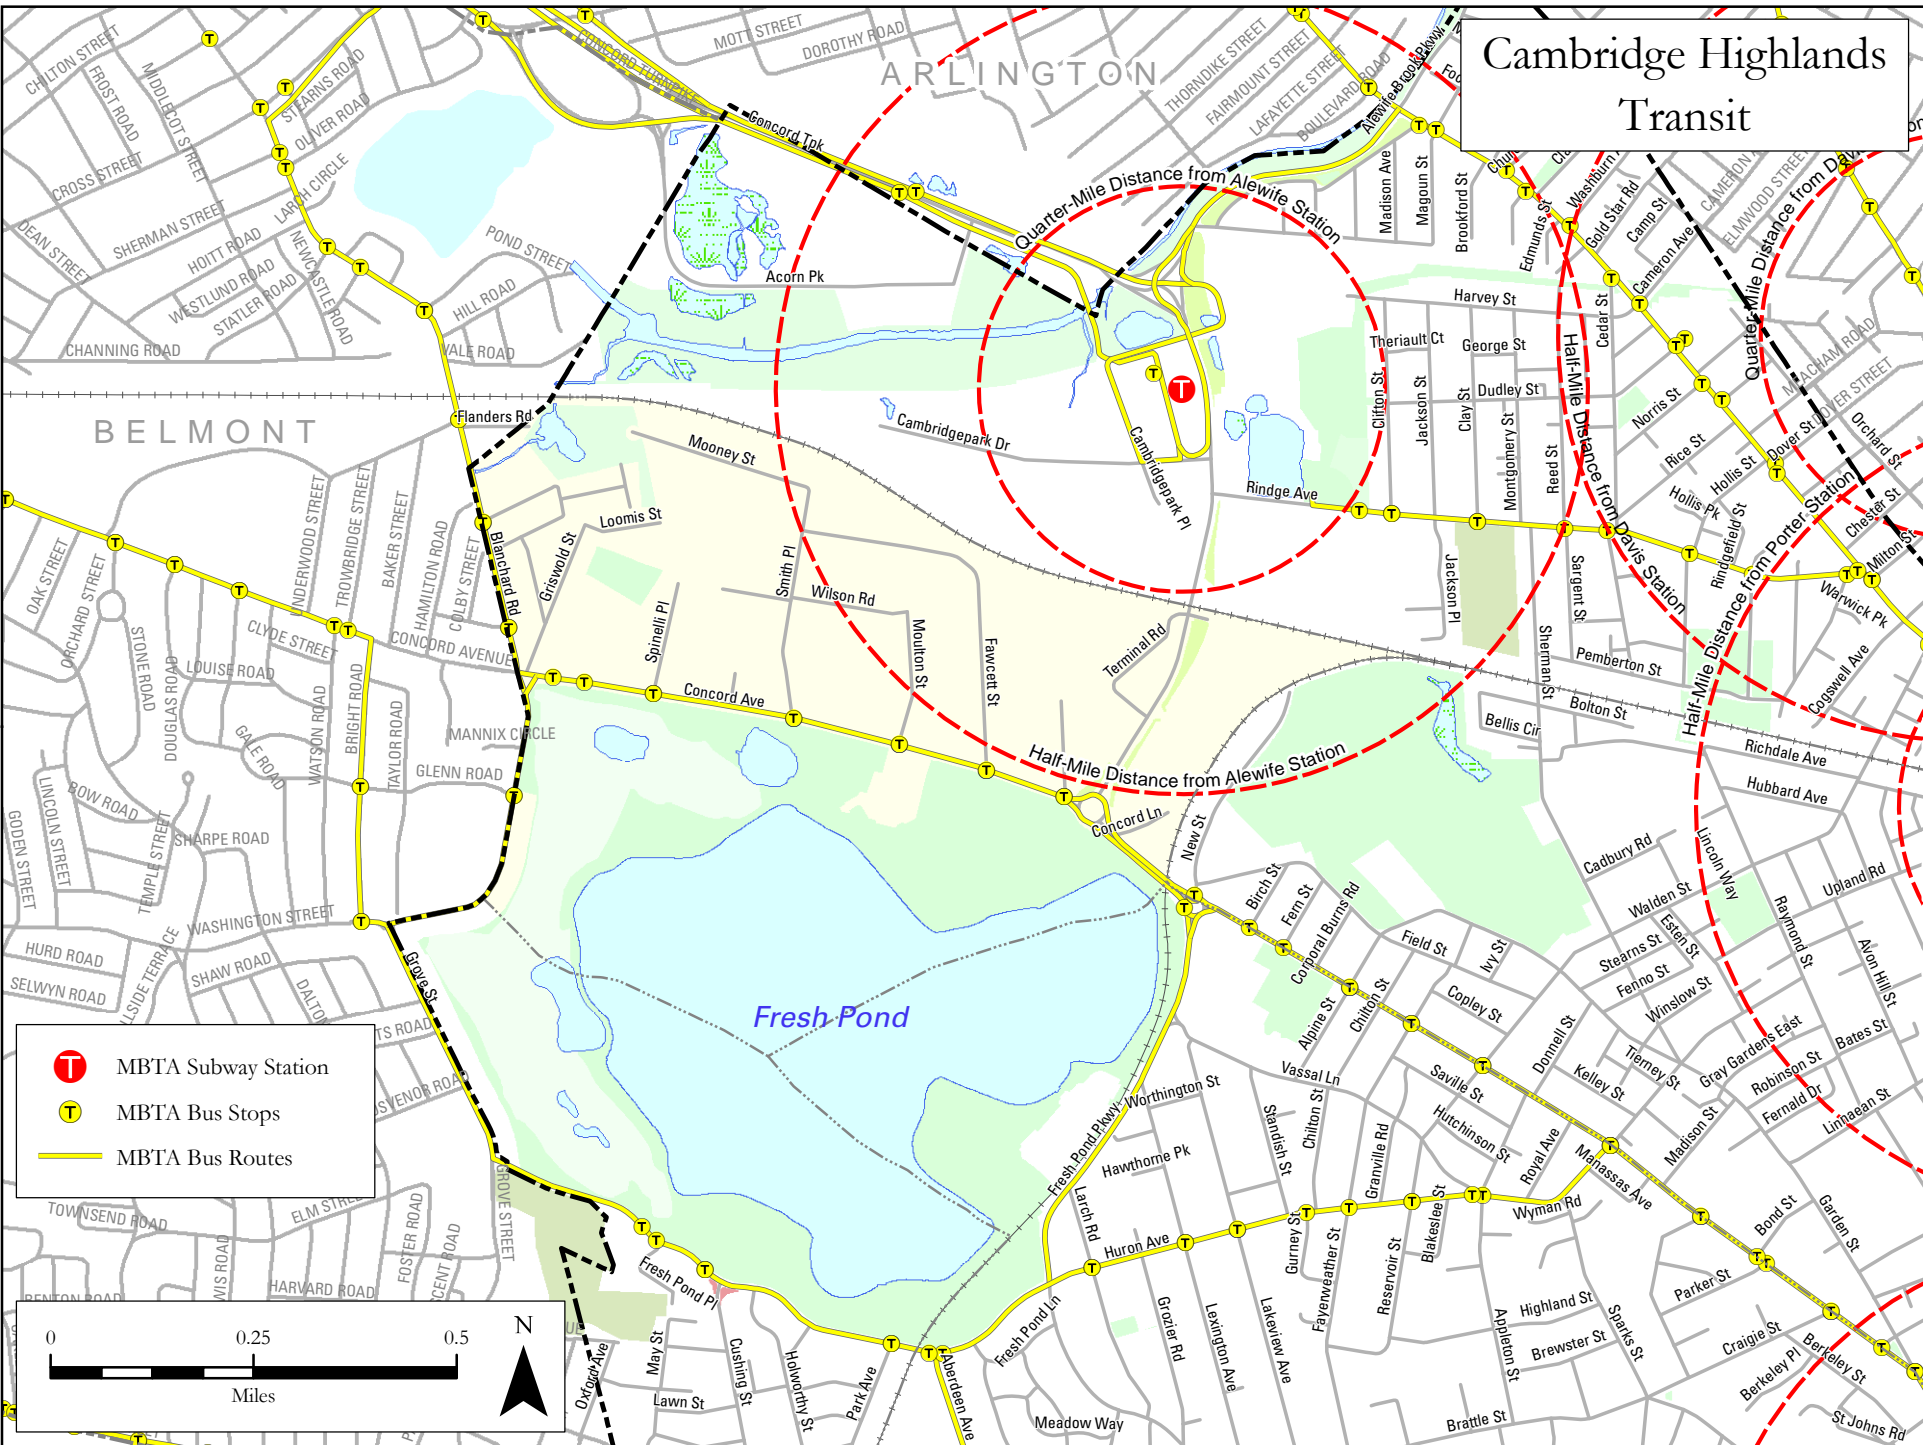 Cambridge Highlands
Transit
ARLINGTON
BELMONT
Fresh Pond
MOTT STREET
DOROTHY ROAD
CONCORD TURNPIKE
Concord Tpk
THORNDIKE STREET
FAIRMOUNT STREET
LAFAYETTE STREET
BOULEVARD ROAD
Alewife Brook Pkwy
CHILTON STREET
FROST ROAD
MIDDLECOT STREET
STEARNS ROAD
OLIVER ROAD
CROSS STREET
LARCH CIRCLE
SHERMAN STREET
DEAN STREET
HOITT ROAD
WESTLUND ROAD
STATLER ROAD
NEWCASTLE ROAD
CHANNING ROAD
POND STREET
HILL ROAD
VALE ROAD
Acorn Pk
Quarter-Mile Distance from Alewife Station
Half-Mile Distance from Alewife Station
Quarter-Mile Distance from Davis
Half-Mile Distance from Davis Station
Half-Mile Distance from Porter Station
Madison Ave
Magoun St
Brookford St
Edmunds St
Washburn
Gold Star Rd
Camp St
Cameron Ave
ELMWOOD STREET
Harvey St
Cedar St
Theriault Ct
George St
Dudley St
Clifton St
Jackson St
Clay St
Montgomery St
Reed St
Norris St
Rice St
Hollis St
Hollis Pk
Dover St
DOVER STREET
MEACHAM ROAD
Orchard St
Chester St
Milton St
Ringefield St
Warwick Pk
Cogswell Ave
Flanders Rd
Mooney St
Cambridgepark Dr
Cambridgepark Pl
Rindge Ave
Loomis St
Griswold St
Blanchard Rd
Smith Pl
Wilson Rd
Spinelli Pl
Moulton St
Fawcett St
Terminal Rd
Concord Ave
Concord Ln
New St
Jackson Pl
Sargent St
Sherman St
Pemberton St
Bolton St
Bellis Cir
Richdale Ave
Hubbard Ave
OAK STREET
ORCHARD STREET
UNDERWOOD STREET
TROWBRIDGE STREET
BAKER STREET
HAMILTON ROAD
COLBY STREET
CLYDE STREET
CONCORD AVENUE
STONE ROAD
DOUGLAS ROAD
LOUISE ROAD
GALE ROAD
WATSON ROAD
BRIGHT ROAD
TAYLOR ROAD
MANNIX CIRCLE
GLENN ROAD
BOW ROAD
LINCOLN STREET
GODEN STREET
TEMPLE STREET
SHARPE ROAD
WASHINGTON STREET
HURD ROAD
SELWYN ROAD
SHAW ROAD
Grove St
GROVE STREET
TOWNSEND ROAD
HARVARD ROAD
FOSTER ROAD
Birch St
Fern St
Corporal Burns Rd
Field St
Ivy St
Copley St
Alpine St
Chilton St
Cadbury Rd
Walden St
Esten St
Stearns St
Fenno St
Winslow St
Lincoln Way
Upland Rd
Raymond St
Avon Hill St
Bates St
Gray Gardens East
Robinson St
Fernald Dr
Linnaean St
Donnell St
Tierney St
Kelley St
Saville St
Hutchinson St
Royal Ave
Madison St
Manassas Ave
Vassal Ln
Worthington St
Standish St
Chilton St
Granville Rd
Hawthorne Pk
Fresh Pond Pkwy
Larch Rd
Huron Ave
Gurney St
Fayerweather St
Reservoir St
Blakeslee St
Wyman Rd
Bond St
Garden St
Parker St
Highland St
Brewster St
Appleton St
Sparks St
Craigie St
Berkeley Pl
Berkeley St
St Johns Rd
Brattle St
Fresh Pond Ln
Grozier Rd
Lexington Ave
Lakeview Ave
Meadow Way
Aberdeen Ave
Park Ave
Holworthy St
Cushing St
Lawn St
May St
Oxford Ave
Fresh Pond Pl
MBTA Subway Station
MBTA Bus Stops
MBTA Bus Routes
0 0.25 0.5
Miles
N